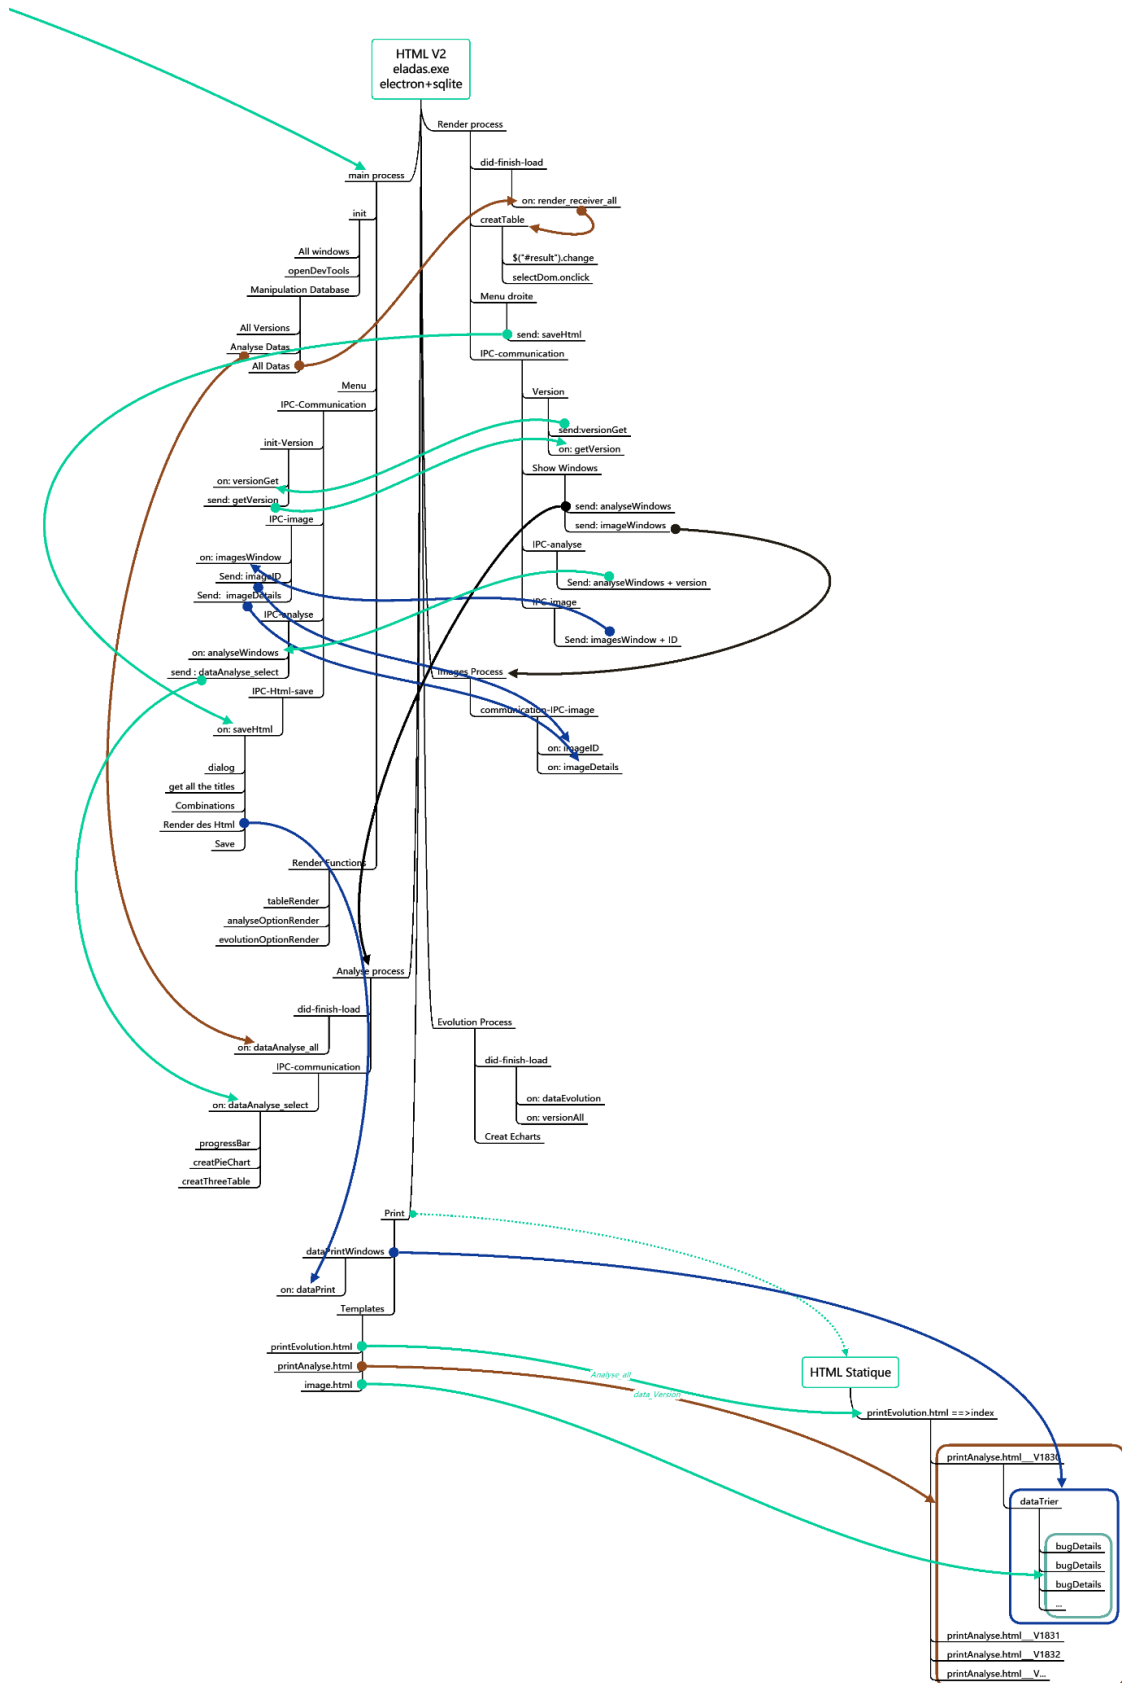 HTML V2
eladas.exe
electron+sqlite
Render process
did-finish-load
on: render_receiver_all
creatTable
$("#result").change
selectDom.onclick
Menu droite
send: saveHtml
IPC-communication
Version
send:versionGet
on: getVersion
Show Windows
send: analyseWindows
send: imageWindows
IPC-analyse
Send: analyseWindows + version
IPC-image
Send: imagesWindow + ID
main process
init
All windows
openDevTools
Manipulation Database
All Versions
Analyse Datas
All Datas
Menu
IPC-Communication
init-Version
on: versionGet
send: getVersion
IPC-image
on: imagesWindow
Send: imageID
Send: imageDetails
IPC-analyse
on: analyseWindows
send : dataAnalyse_select
IPC-Html-save
on: saveHtml
dialog
get all the titles
Combinations
Render des Html
Save
Render Functions
tableRender
analyseOptionRender
evolutionOptionRender
Images Process
communication-IPC-image
on: imageID
on: imageDetails
Analyse process
did-finish-load
on: dataAnalyse_all
IPC-communication
on: dataAnalyse_select
progressBar
creatPieChart
creatThreeTable
Evolution Process
did-finish-load
on: dataEvolution
on: versionAll
Creat Echarts
Print
dataPrintWindows
on: dataPrint
Templates
printEvolution.html
printAnalyse.html
image.html
Analyse_all
data_Version
HTML Statique
printEvolution.html ==>index
printAnalyse.html__V1830
dataTrier
bugDetails
bugDetails
bugDetails
...
printAnalyse.html__V1831
printAnalyse.html__V1832
printAnalyse.html__V...